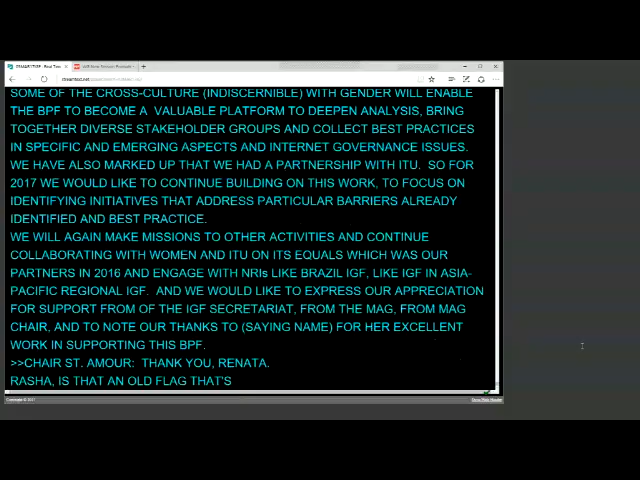 SOME OF THE CROSS-CULTURE (INDISCERNIBLE) WITH GENDER WILL ENABLE
THE BPF TO BECOME A VALUABLE PLATFORM TO DEEPEN ANALYSIS, BRING
TOGETHER DIVERSE STAKEHOLDER GROUPS AND COLLECT BEST PRACTICES
IN SPECIFIC AND EMERGING ASPECTS AND INTERNET GOVERNANCE ISSUES.
WE HAVE ALSO MARKED UP THAT WE HAD A PARTNERSHIP WITH ITU. SO FOR
2017 WE WOULD LIKE TO CONTINUE BUILDING ON THIS WORK, TO FOCUS ON
IDENTIFYING INITIATIVES THAT ADDRESS PARTICULAR BARRIERS ALREADY
IDENTIFIED AND BEST PRACTICE.
WE WILL AGAIN MAKE MISSIONS TO OTHER ACTIVITIES AND CONTINUE
COLLABORATING WITH WOMEN AND ITU ON ITS EQUALS WHICH WAS OUR
PARTNERS IN 2016 AND ENGAGE WITH NRIs LIKE BRAZIL IGF, LIKE IGF IN ASIA-
PACIFIC REGIONAL IGF. AND WE WOULD LIKE TO EXPRESS OUR APPRECIATION
FOR SUPPORT FROM OF THE IGF SECRETARIAT, FROM THE MAG, FROM MAG
CHAIR, AND TO NOTE OUR THANKS TO (SAYING NAME) FOR HER EXCELLENT
WORK IN SUPPORTING THIS BPF.
>>CHAIR ST. AMOUR: THANK YOU, RENATA.
RASHA, IS THAT AN OLD FLAG THAT'S